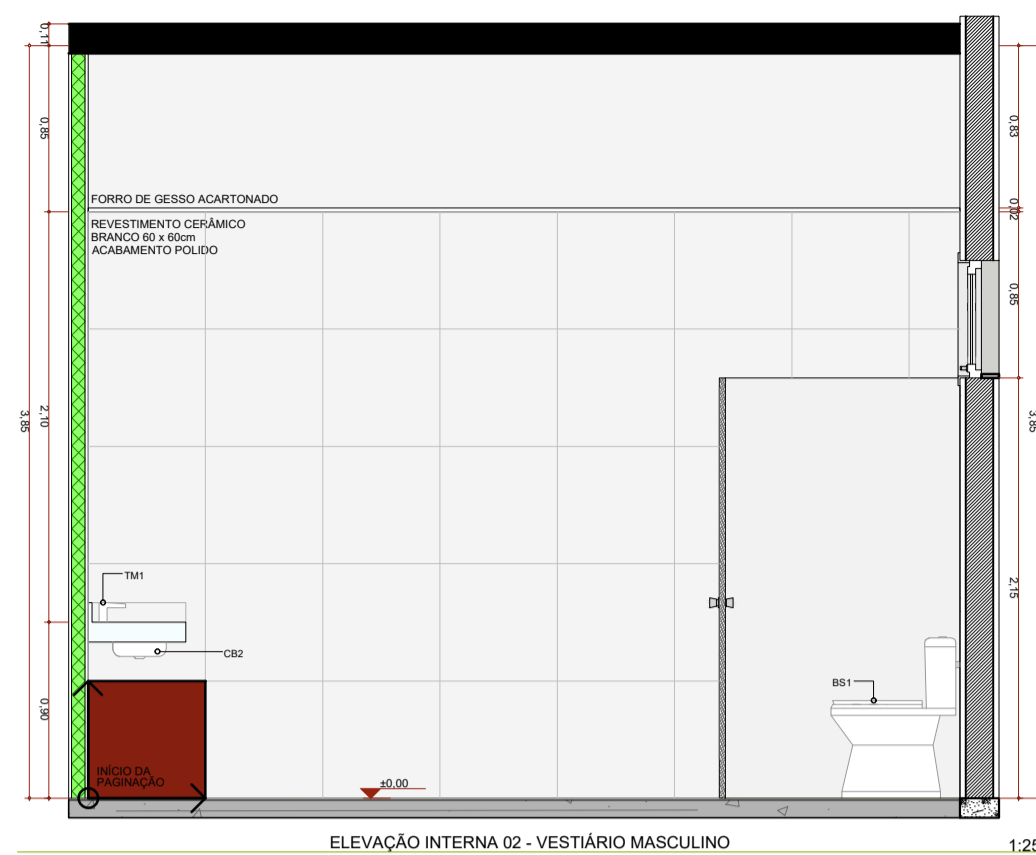 0,11
0,85
0,83
FORRO DE GESSO ACARTONADO
0,02
REVESTIMENTO CERÂMICO
BRANCO 60 x 60cm
ACABAMENTO POLIDO
0,85
3,85
2,10
3,85
TM1
2,15
CB2
BS1
0,90
INÍCIO DA
PAGINAÇÃO
±0,00
ELEVAÇÃO INTERNA 02 - VESTIÁRIO MASCULINO
1:25